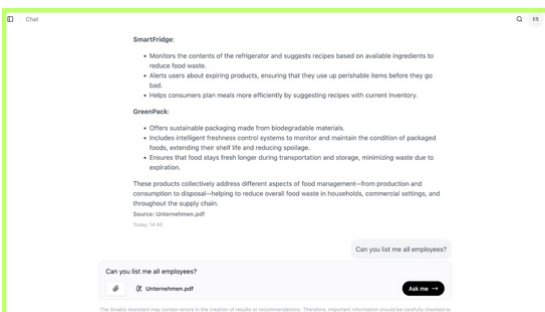 Chat
ES
SmartFridge:
• Monitors the contents of the refrigerator and suggests recipes based on available ingredients to
reduce food waste.
• Alerts users about expiring products, ensuring that they use up perishable items before they go
bad.
• Helps consumers plan meals more efficiently by suggesting recipes with current inventory.
GreenPack:
• Offers sustainable packaging made from biodegradable materials.
• Includes intelligent freshness control systems to monitor and maintain the condition of packaged
foods, extending their shelf life and reducing spoilage.
• Ensures that food stays fresh longer during transportation and storage, minimizing waste due to
expiration.
These products collectively address different aspects of food management—from production and
consumption to disposal—helping to reduce overall food waste in households, commercial settings, and
throughout the supply chain.
Source: Unternehmen.pdf
Today, 14:40
Can you list me all employees?
Can you list me all employees?
Unternehmen.pdf
Ask me →
The Sinabis Assistant may contain errors in the creation of results or recommendations. Therefore, important information should be carefully checked to